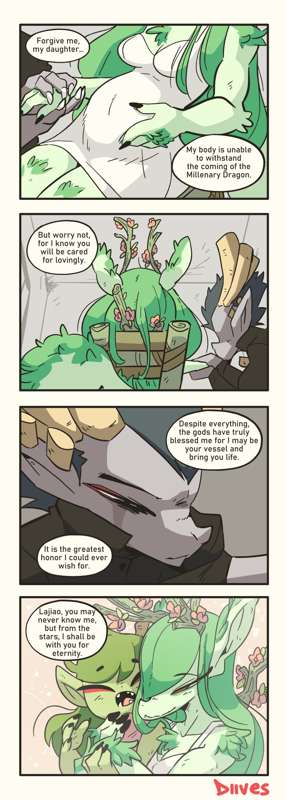 Forgive me,
my daughter...
My body is unable
to withstand
the coming of the
Millenary Dragon.
But worry not,
for I know you
will be cared
for lovingly.
Despite everything,
the gods have truly
blessed me for I may be
your vessel and
bring you life.
It is the greatest
honor I could ever
wish for.
Lajiao, you may
never know me,
but from the
stars, I shall be
with you for
eternity.
DIIVES